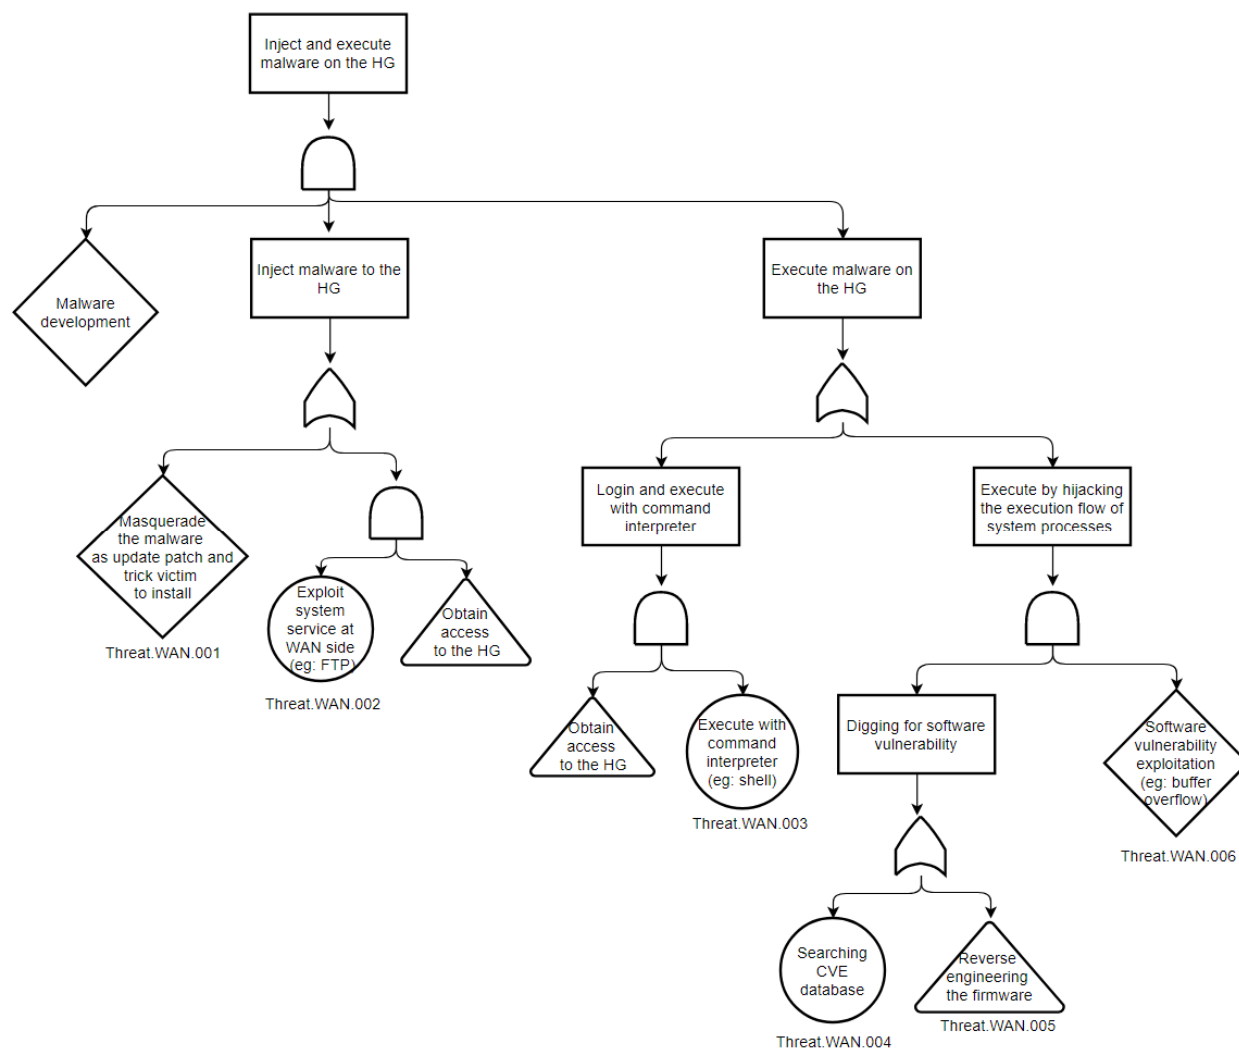 Inject and execute
malware on the HG
Malware
development
Inject malware to the
HG
Execute malware on
the HG
Masquerade
the malware
as update patch and
trick victim
to install
Threat.WAN.001
Exploit
system
service at
WAN side
(eg: FTP)
Threat.WAN.002
Obtain
access
to the HG
Login and execute
with command
interpreter
Execute by hijacking
the execution flow of
system processes
Obtain
access
to the HG
Execute with
command
interpreter
(eg: shell)
Threat.WAN.003
Digging for software
vulnerability
Software
vulnerability
exploitation
(eg: buffer
overflow)
Threat.WAN.006
Searching
CVE
database
Threat.WAN.004
Reverse
engineering
the firmware
Threat.WAN.005